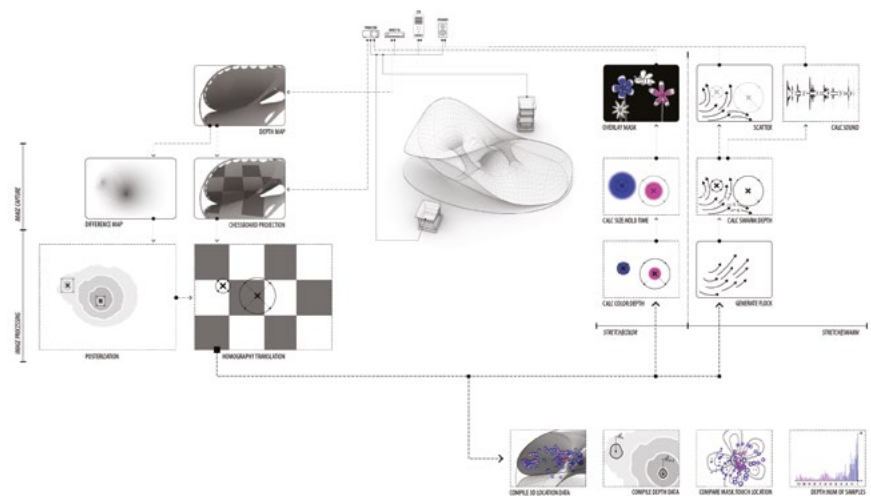 DEPTH MAP
OVERLAY MASK
SCATTER
CALC SOUND
IMAGE CAPTURE
DIFFERENCE MAP
CHESSBOARD PROJECTION
CALC SIZE:HOLD TIME
CALC SWARM DEPTH
IMAGE PROCESSING
CALC COLOR:DEPTH
GENERATE FLOCK
POSTERIZATION
HOMOGRAPHY TRANSLATION
STRETCH|COLOR
STRETCH|SWARM
COMPILE 3D LOCATION DATA
COMPILE DEPTH DATA
COMPARE MASK:TOUCH LOCATION
DEPTH:NUM OF SAMPLES